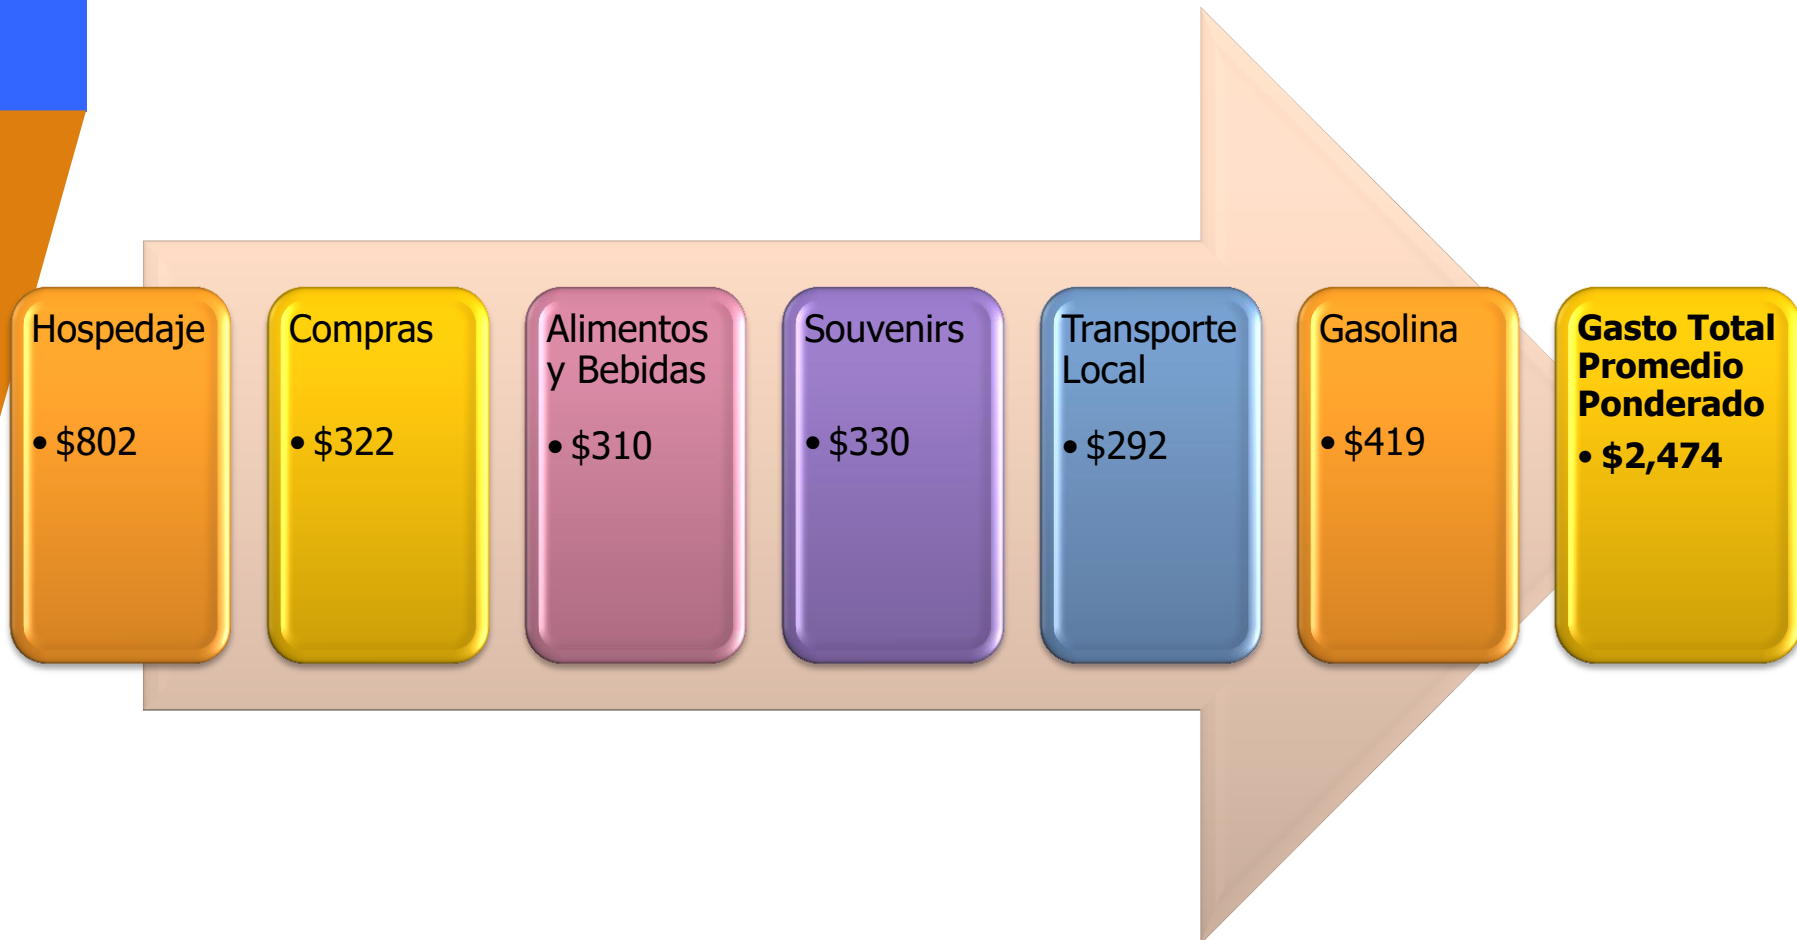 Hospedaje
• $802
Compras
• $322
Alimentos
y Bebidas
• $310
Souvenirs
• $330
Transporte
Local
• $292
Gasolina
• $419
Gasto Total
Promedio
Ponderado
• $2,474